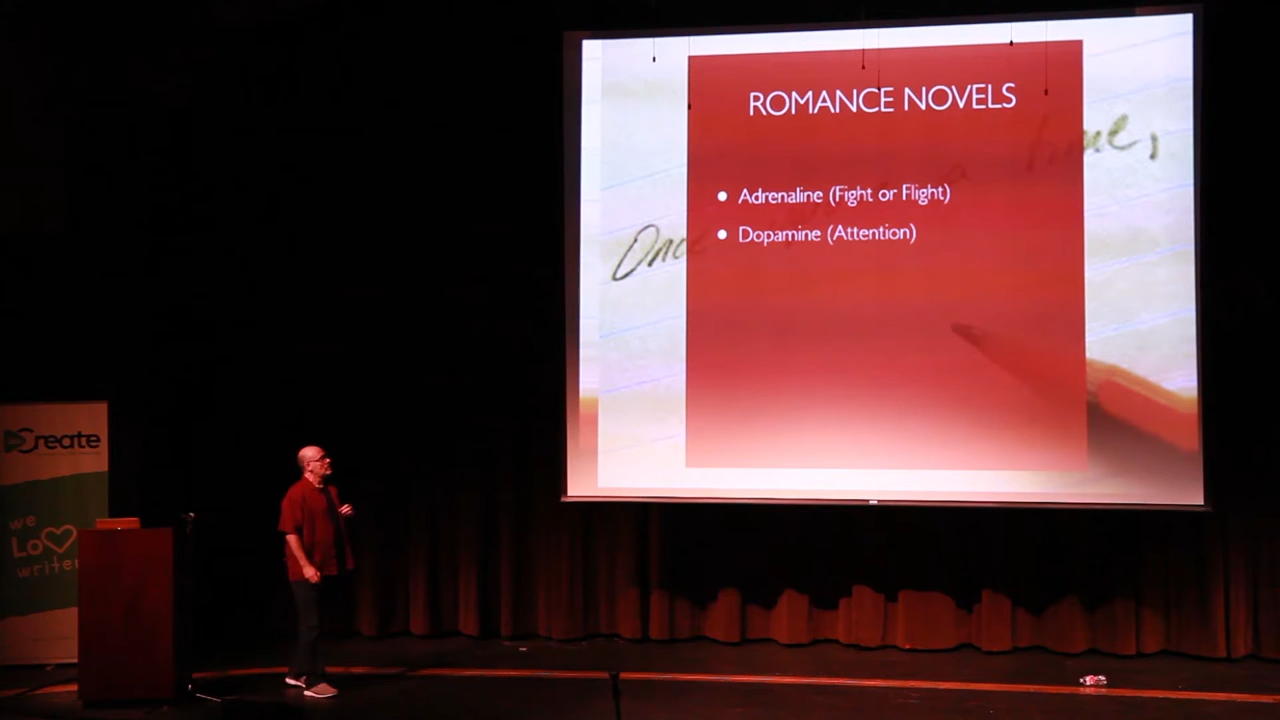 ROMANCE NOVELS
time,
• Adrenaline (Fight or Flight)
• Dopamine (Attention)
Once
Create
we
Lo♡
writer